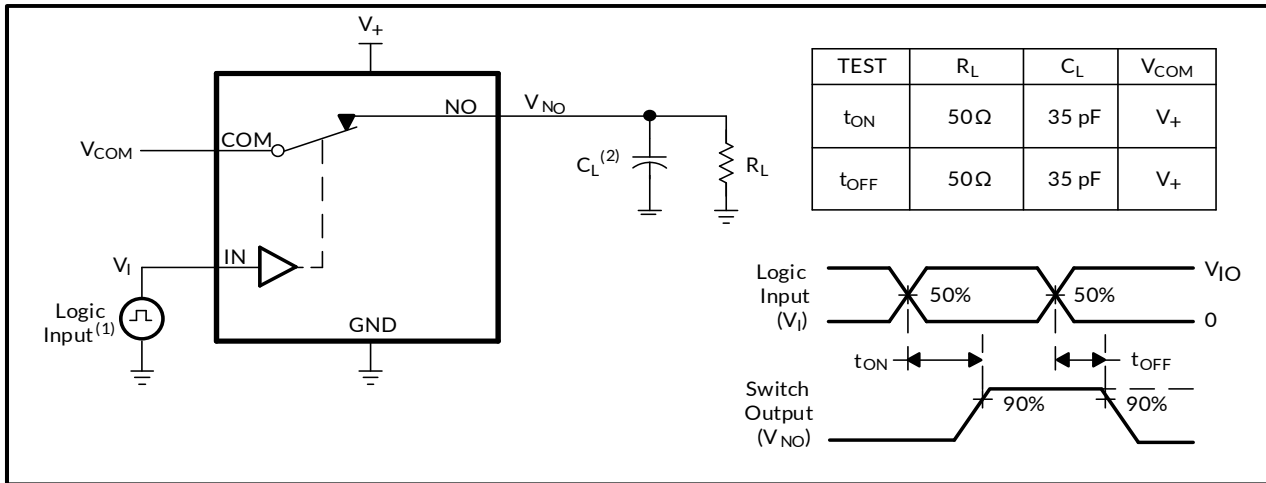 V+
NO
V NO
COM
VCOM
CL(2)
RL
IN
VI
Logic
Input(1)
GND
TEST RL CL VCOM
tON 50Ω 35 pF V+
tOFF 50Ω 35 pF V+
Logic
Input
(VI)
50%
50%
VIO
0
tON
tOFF
Switch
Output
(VNO)
90%
90%